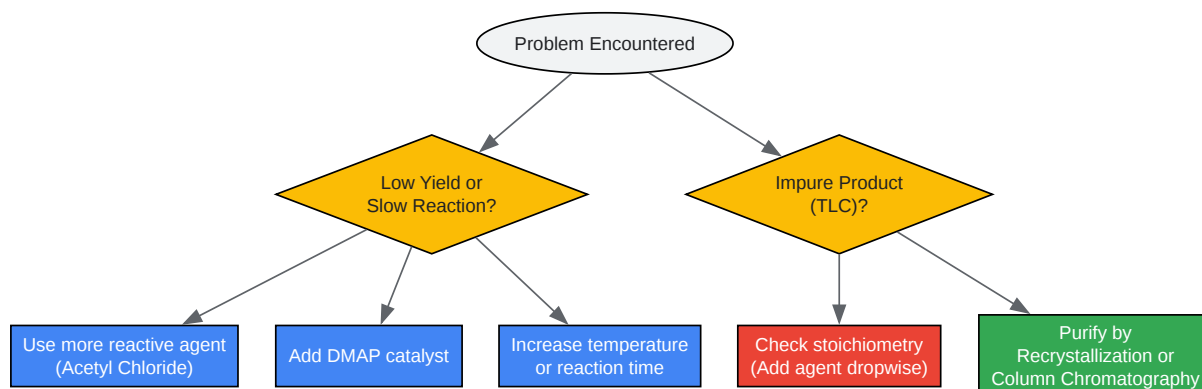 Problem Encountered
Low Yield or
Slow Reaction?
Impure Product
(TLC)?
Use more reactive agent
(Acetyl Chloride)
Add DMAP catalyst
Increase temperature
or reaction time
Check stoichiometry
(Add agent dropwise)
Purify by
Recrystallization or
Column Chromatography